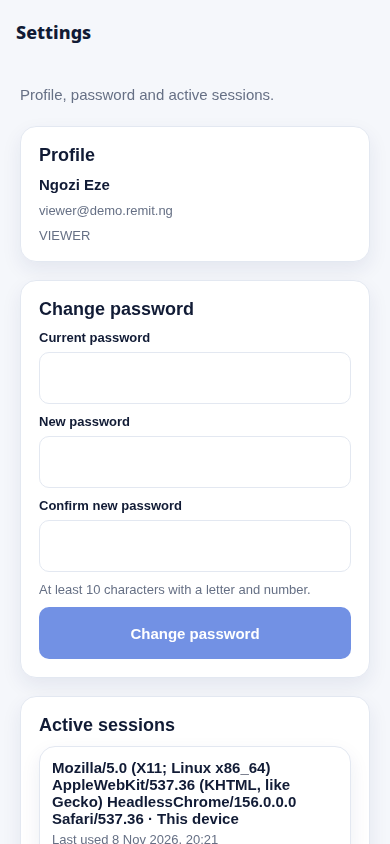 Settings
Profile, password and active sessions.
Profile
Ngozi Eze
viewer@demo.remit.ng
VIEWER
Change password
Current password
New password
Confirm new password
At least 10 characters with a letter and number.
Change password
Active sessions
Mozilla/5.0 (X11; Linux x86_64)
AppleWebKit/537.36 (KHTML, like
Gecko) HeadlessChrome/156.0.0.0
Safari/537.36 · This device
Last used 8 Nov 2026, 20:21